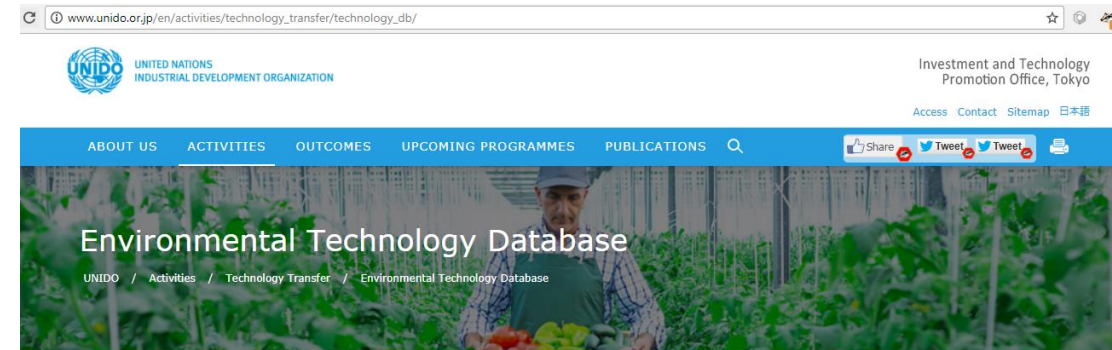 www.unido.or.jp/en/activities/technology_transfer/technology_db/
UNIDO
UNITED NATIONS
INDUSTRIAL DEVELOPMENT ORGANIZATION
Investment and Technology
Promotion Office, Tokyo
Access Contact Sitemap 日本語
ABOUT US ACTIVITIES OUTCOMES UPCOMING PROGRAMMES PUBLICATIONS Share Tweet Tweet
Environmental Technology Database
UNIDO / Activities / Technology Transfer / Environmental Technology Database